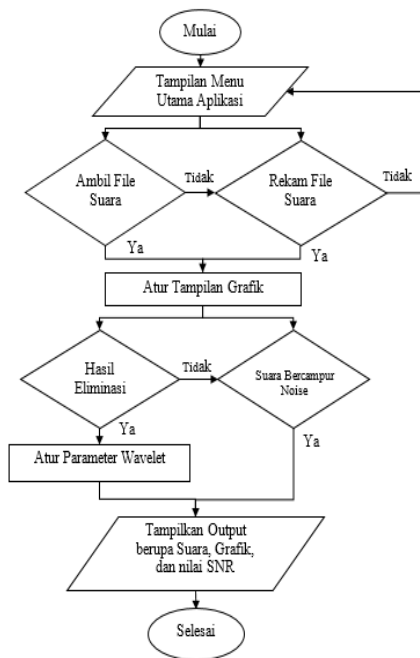 Mulai
Tampilan Menu
Utama Aplikasi
Ambil File
Suara
Tidak
Rekam File
Suara
Tidak
Ya
Ya
Atur Tampilan Grafik
Hasil
Eliminasi
Tidak
Suara Bercampur
Noise
Ya
Ya
Atur Parameter Wavelet
Tampilkan Output
berupa Suara, Grafik,
dan nilai SNR
Selesai